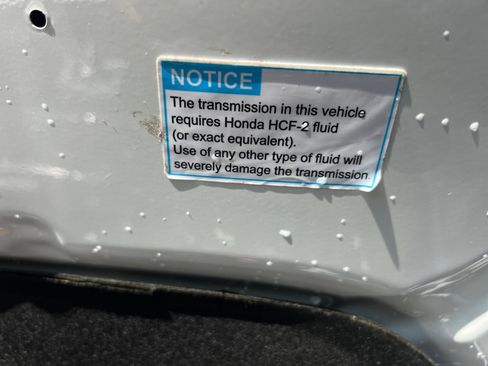 NOTICE
The transmission in this vehicle
requires Honda HCF-2 fluid
(or exact equivalent).
Use of any other type of fluid will
severely damage the transmission